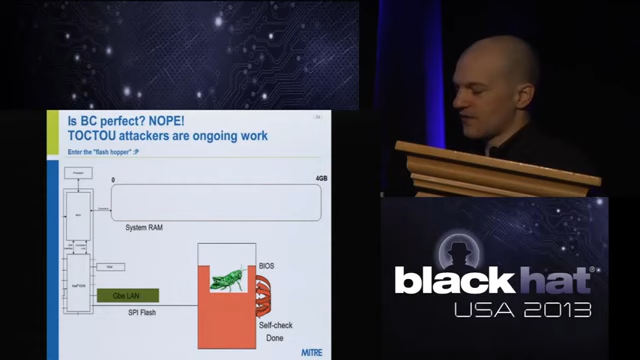 Is BC perfect? NOPE!
TOCTOU attackers are ongoing work
Enter the "flash hopper"
0
4GB
System RAM
Gbe LAN
SPI Flash
BIOS
Self-check
Done
MITRE
black hat®
USA 2013